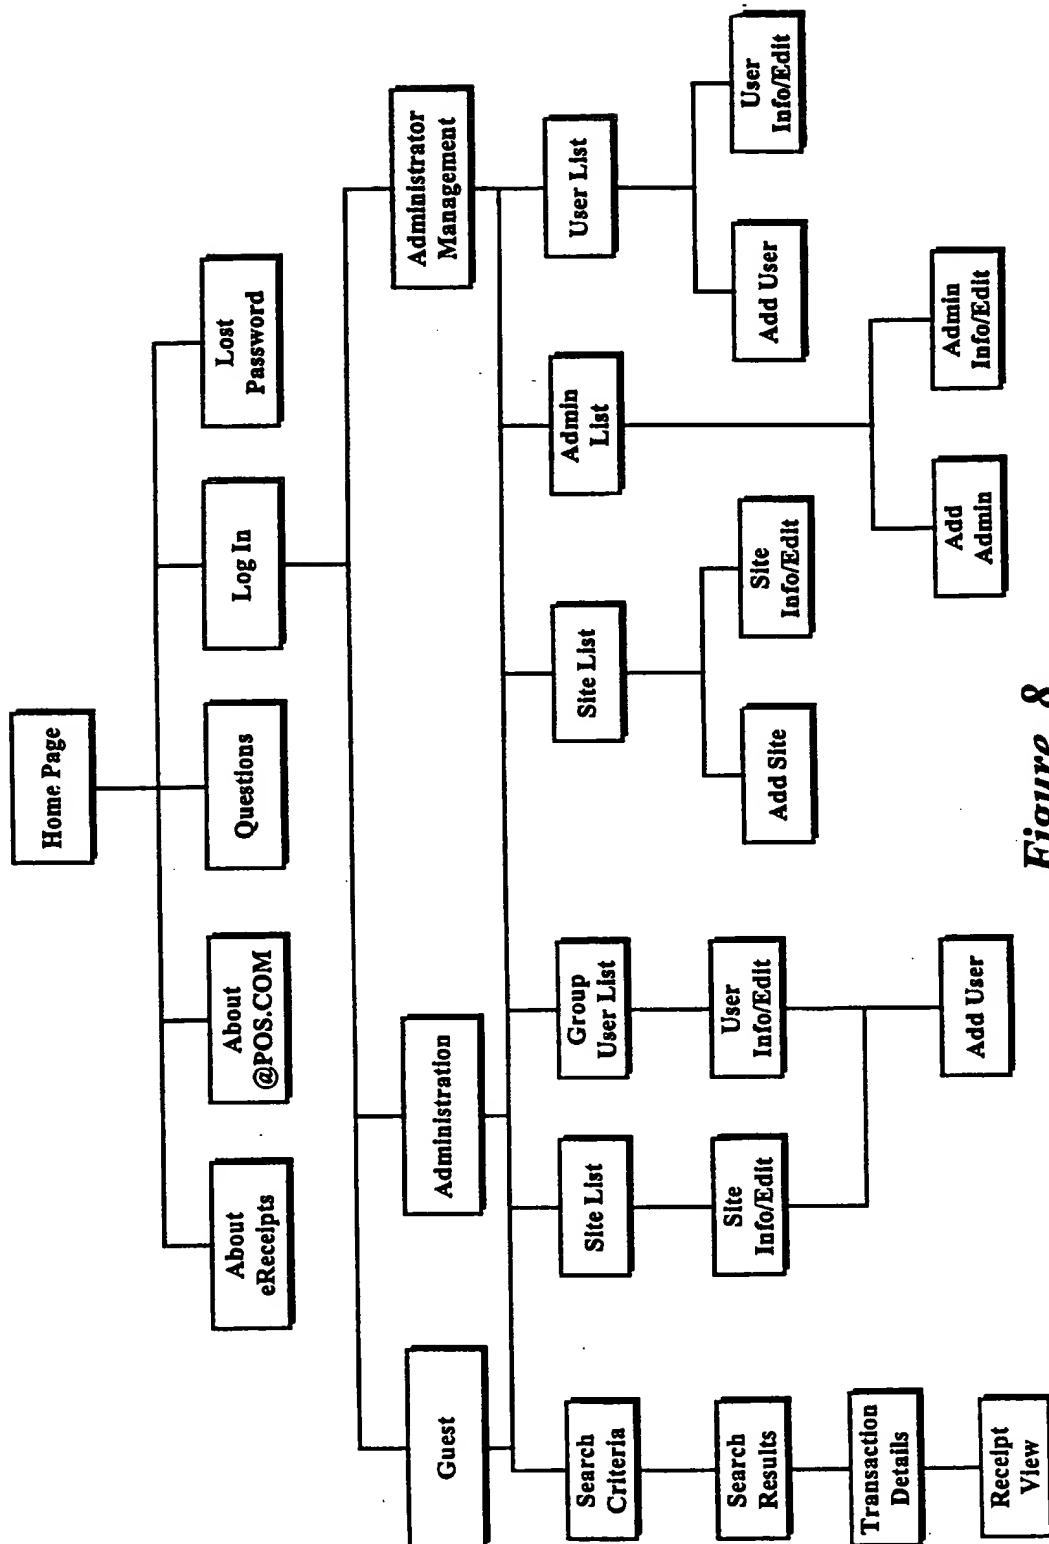 Home Page
About
eReceipts
About
@POS.COM
Questions
Log In
Lost
Password
Guest
Administration
Administrator
Management
Search
Criteria
Site List
Group
User List
Site List
Admin
List
User List
Search
Results
Site
Info/Edit
User
Info/Edit
Add Site
Site
Info/Edit
Add User
User
Info/Edit
Transaction
Details
Receipt
View
Add User
Add
Admin
Admin
Info/Edit
Figure 8